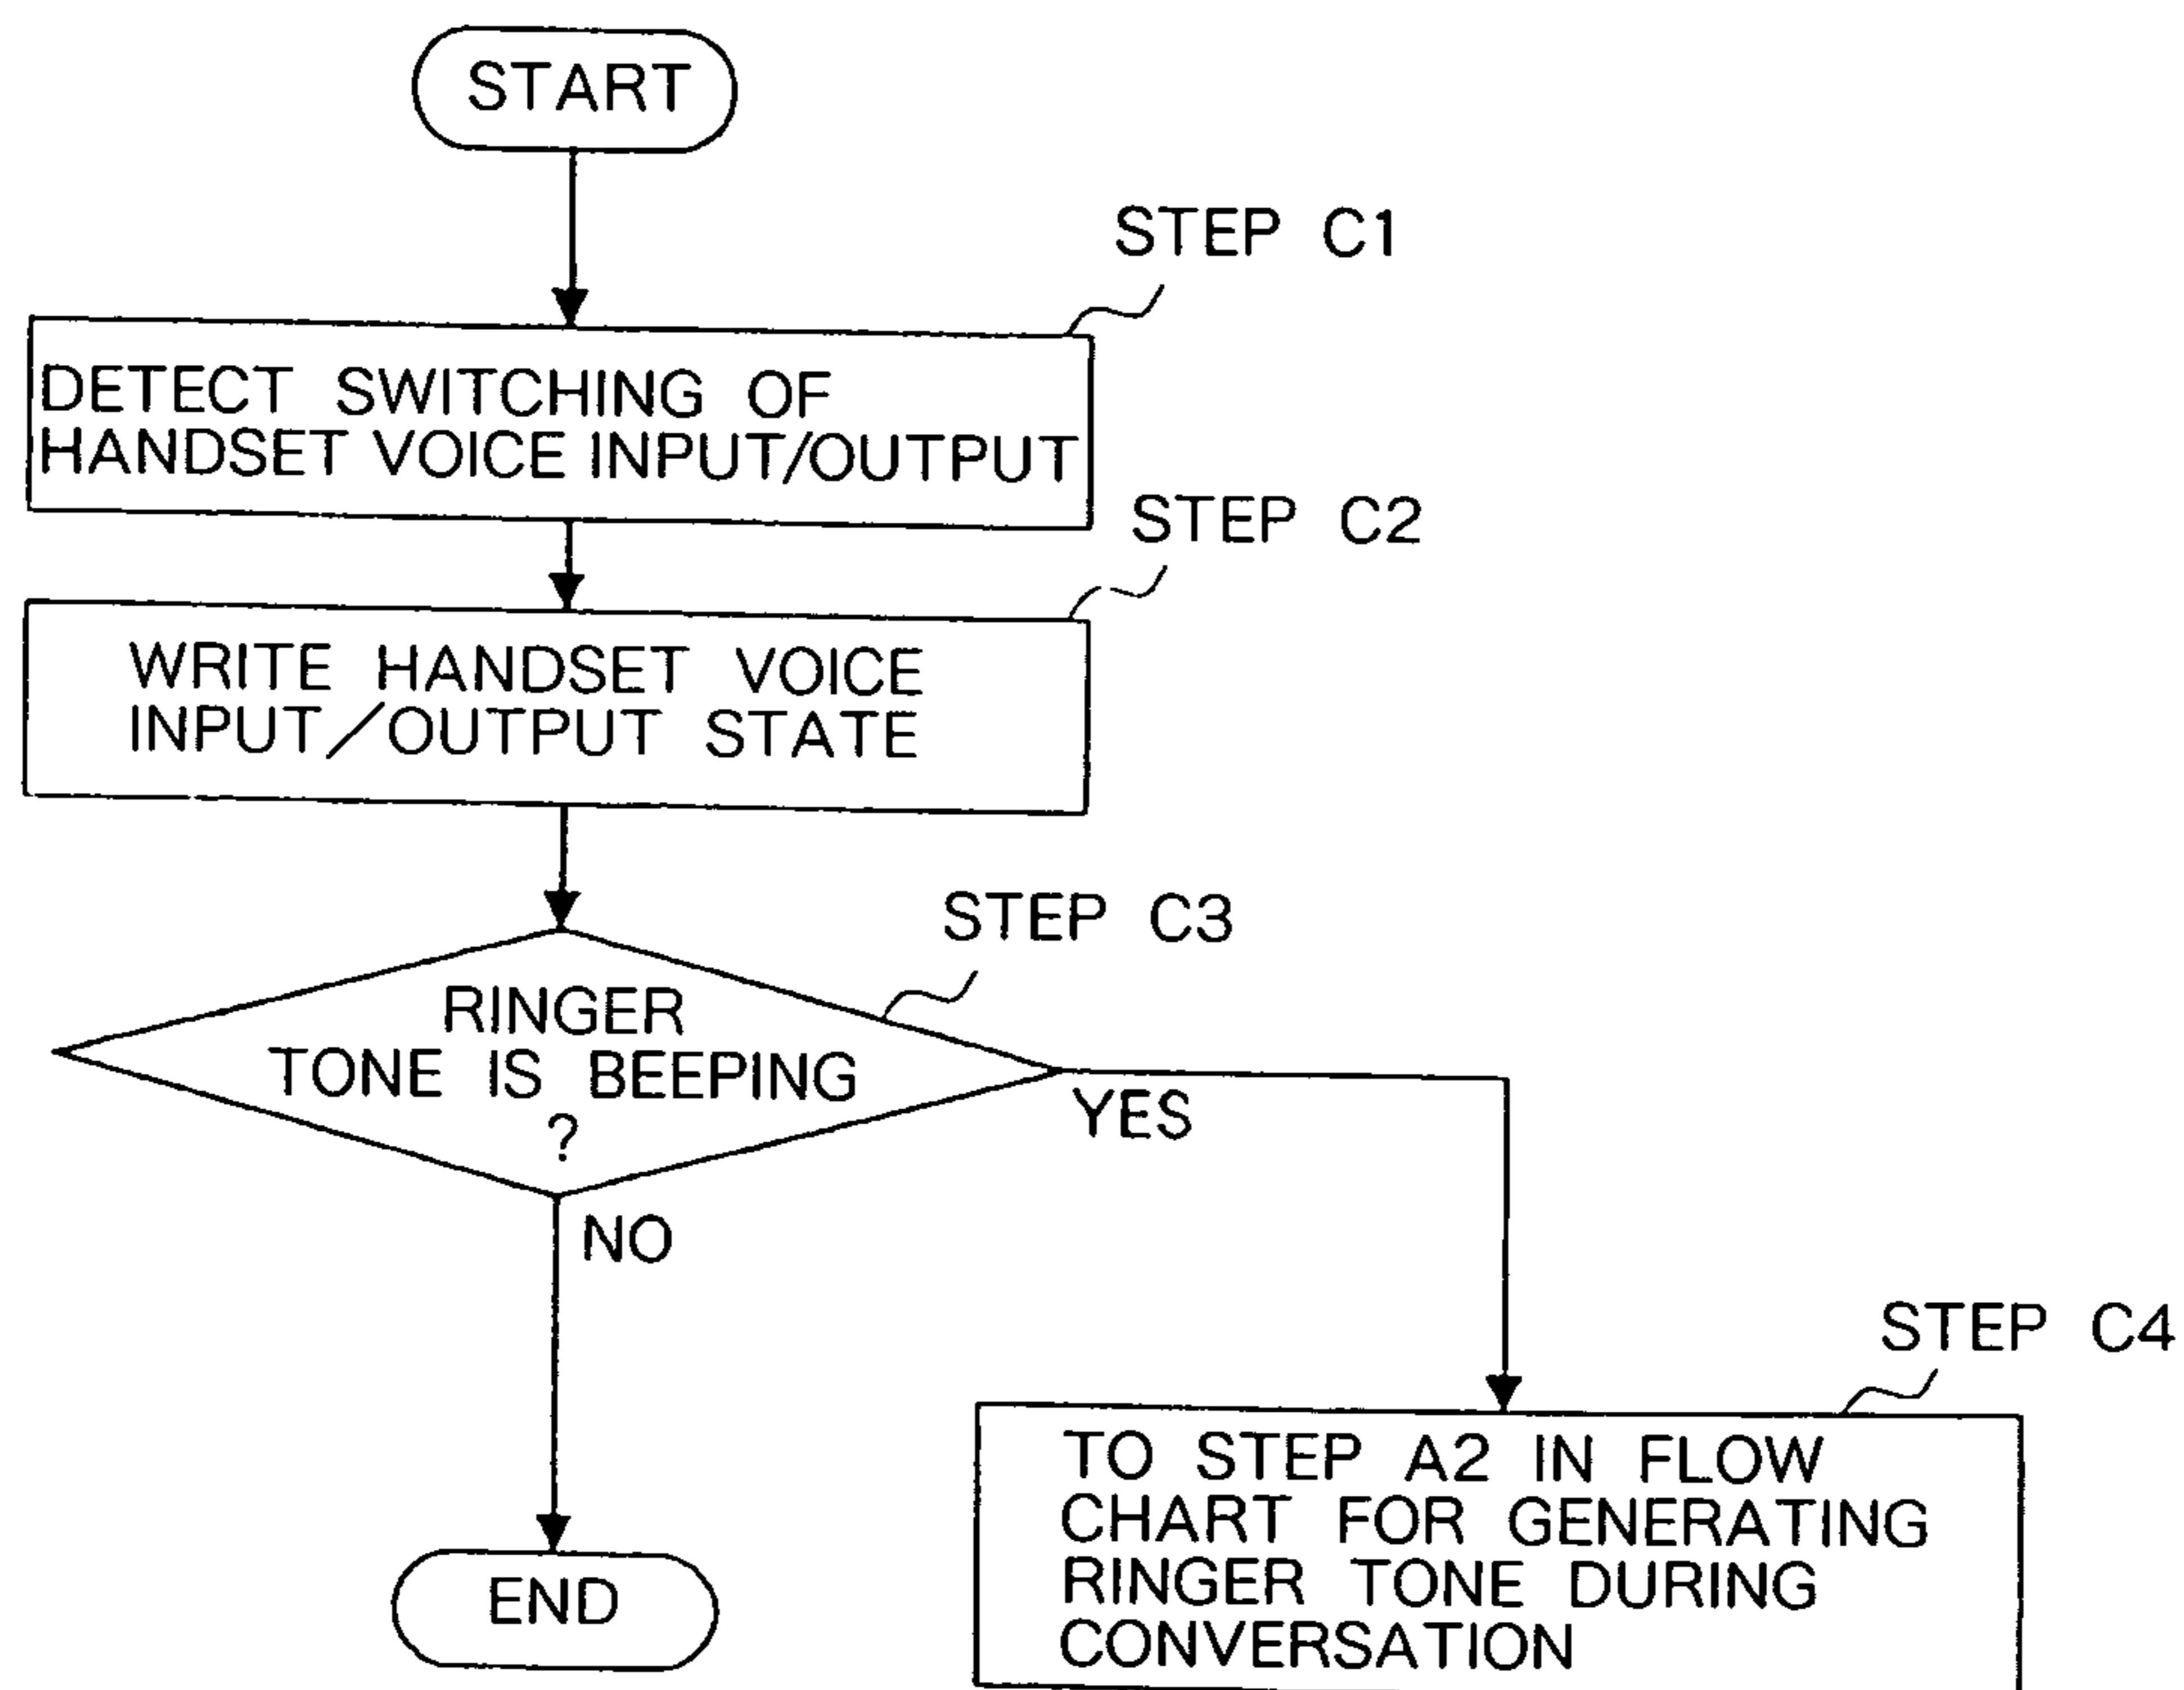 START
STEP C1
DETECT SWITCHING OF
HANDSET VOICE INPUT/OUTPUT
STEP C2
WRITE HANDSET VOICE
INPUT/OUTPUT STATE
STEP C3
RINGER
TONE IS BEEPING
?
YES
NO
STEP C4
TO STEP A2 IN FLOW
CHART FOR GENERATING
RINGER TONE DURING
CONVERSATION
END